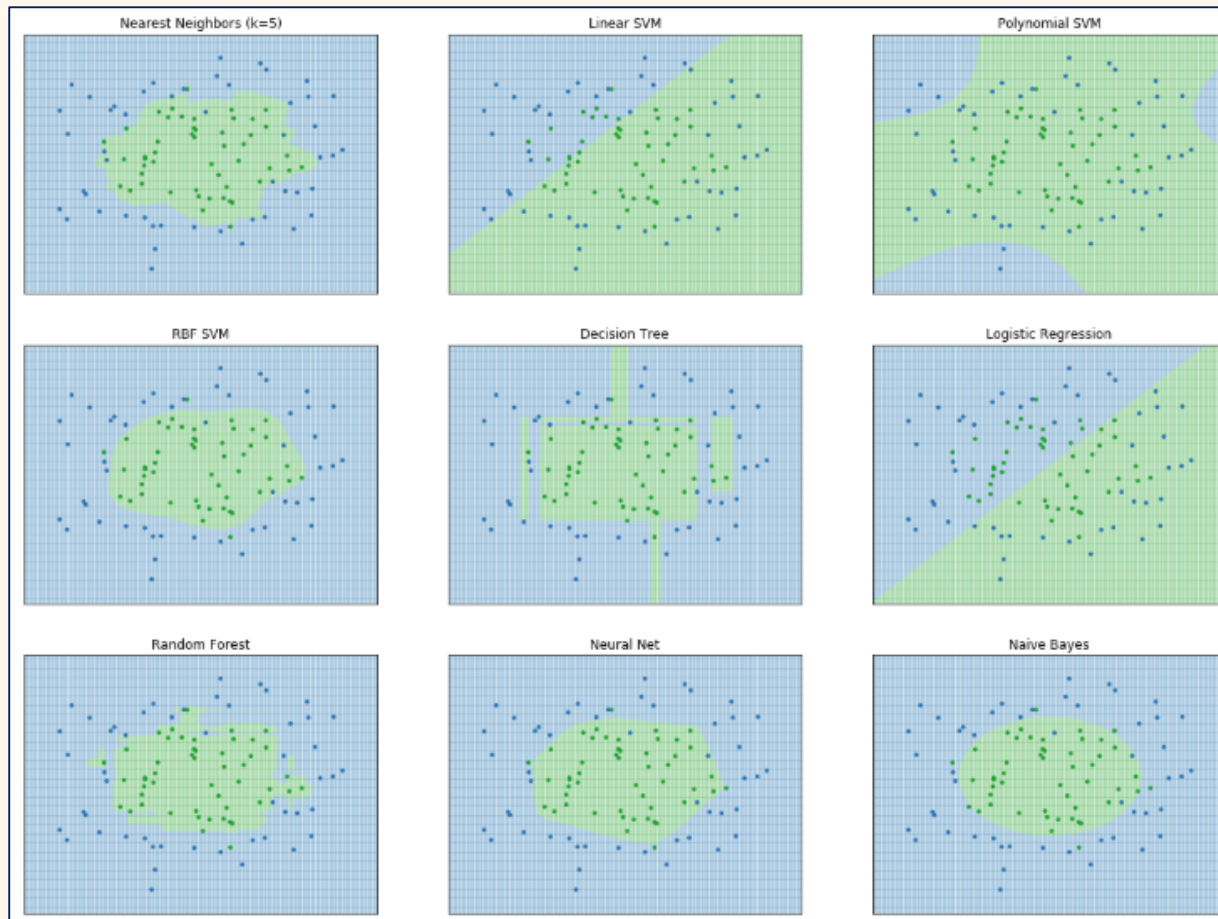 Nearest Neighbors (k=5)
Linear SVM
Polynomial SVM
RBF SVM
Decision Tree
Logistic Regression
Random Forest
Neural Net
Naive Bayes